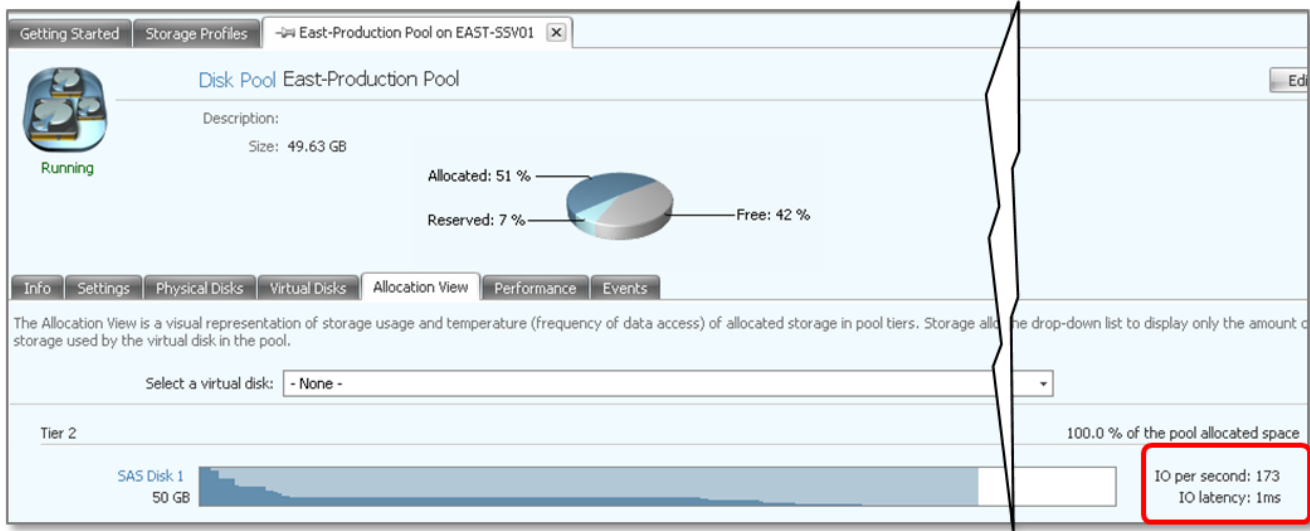 Getting Started Storage Profiles East-Production Pool on EAST-SSV01
Disk Pool East-Production Pool
Description:
Size: 49.63 GB
Running
Allocated: 51 %
Reserved: 7 %
Free: 42 %
Info Settings Physical Disks Virtual Disks Allocation View Performance Events
The Allocation View is a visual representation of storage usage and temperature (frequency of data access) of allocated storage in pool tiers. Storage drop-down list to display only the amount
storage used by the virtual disk in the pool.
Select a virtual disk: - None -
Tier 2 100.0 % of the pool allocated space
SAS Disk 1
50 GB
IO per second: 173
IO latency: 1ms